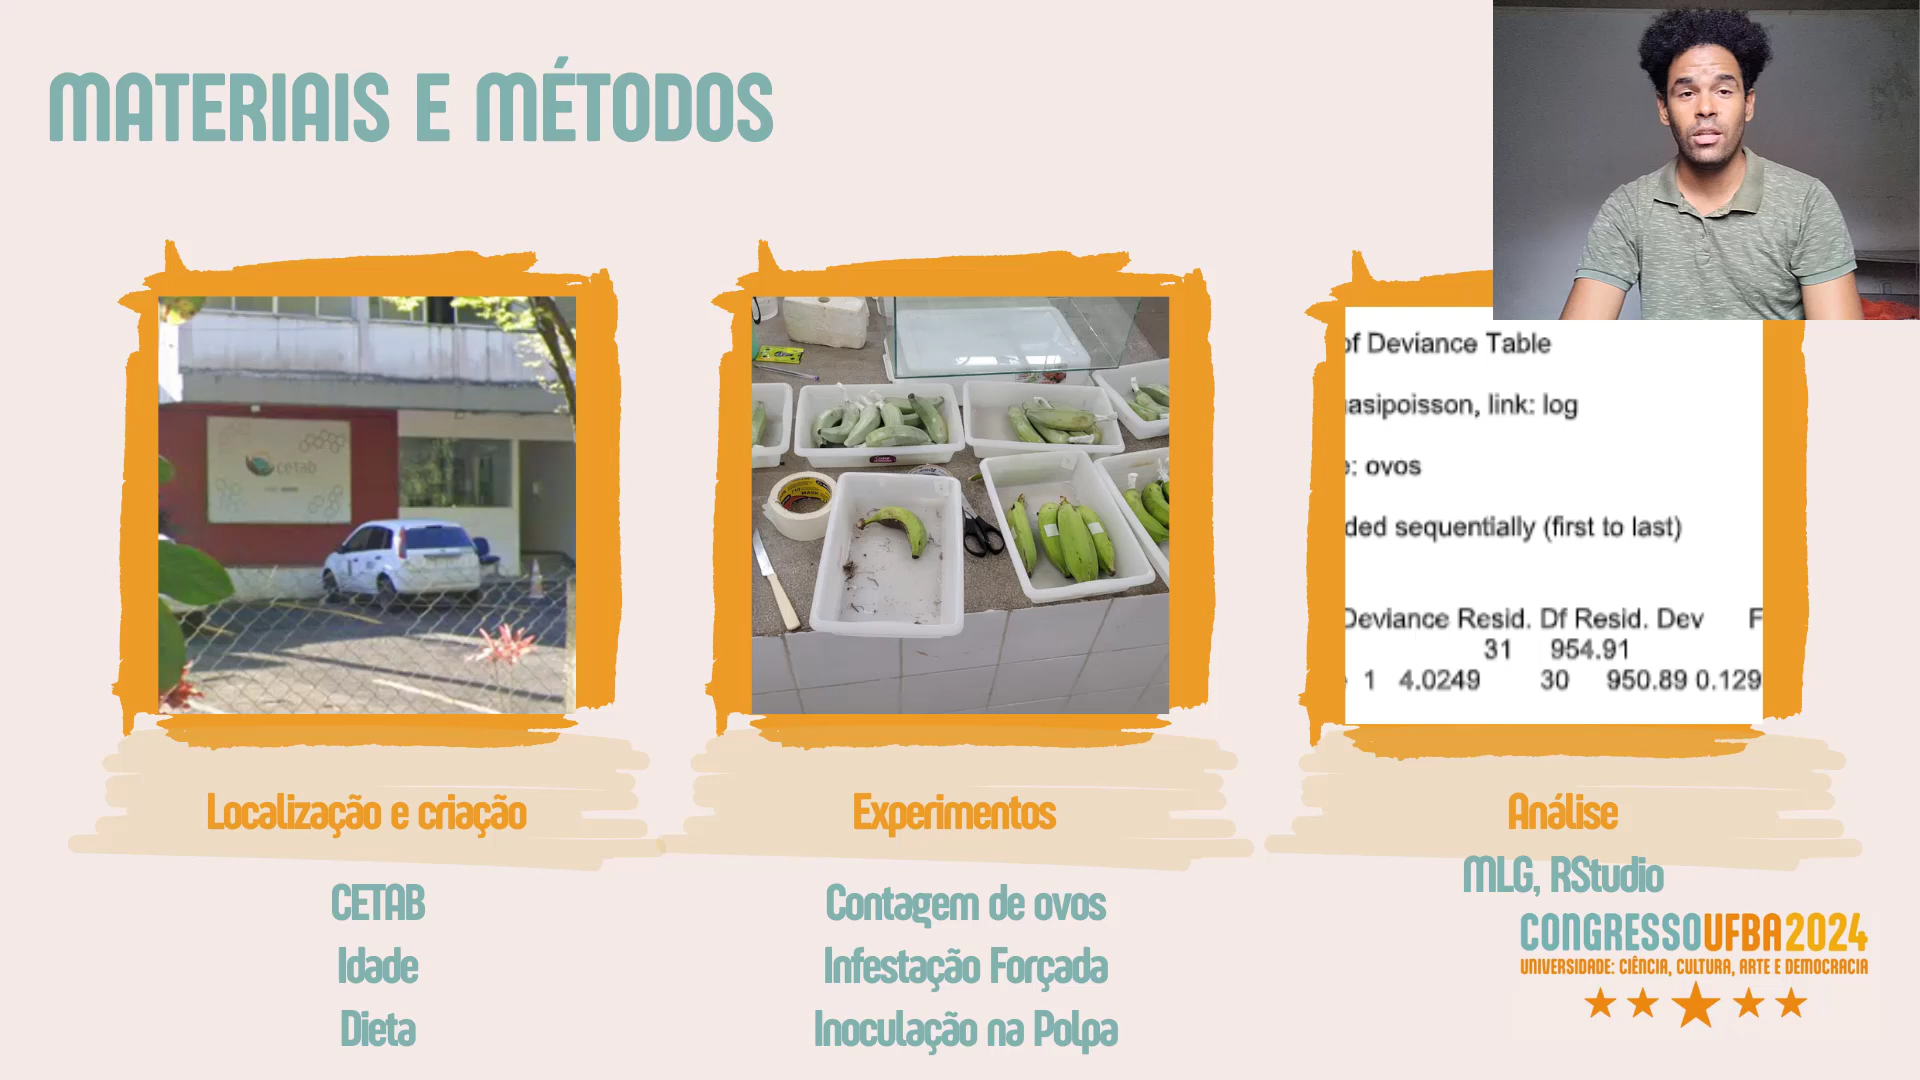 MATERIAIS E MÉTODOS
cetab
of Deviance Table
asipoisson, link: log
: ovos
ded sequentially (first to last)
Deviance Resid. Df Resid. Dev F
31 954.91
1 4.0249 30 950.89 0.129
Localização e criação
CETAB
Idade
Dieta
Experimentos
Contagem de ovos
Infestação Forçada
Inoculação na Polpa
Análise
MLG, RStudio
CONGRESSOUFBA2024
UNIVERSIDADE: CIÊNCIA, CULTURA, ARTE E DEMOCRACIA